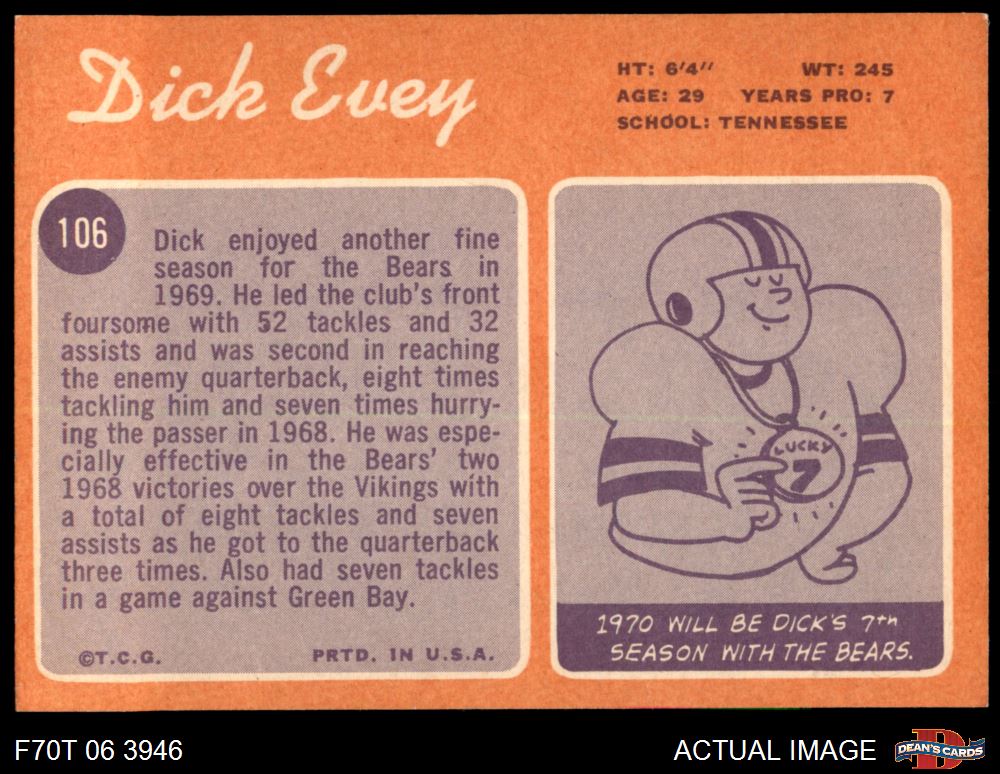 Dick Evey
HT: 6'4" WT: 245
AGE: 29 YEARS PRO: 7
SCHOOL: TENNESSEE
106
Dick enjoyed another fine
season for the Bears in
1969. He led the club's front
foursome with 52 tackles and 32
assists and was second in reaching
the enemy quarterback, eight times
tackling him and seven times hurry-
ing the passer in 1968. He was espe-
cially effective in the Bears' two
1968 victories over the Vikings with
a total of eight tackles and seven
assists as he got to the quarterback
three times. Also had seven tackles
in a game against Green Bay.
©T.C.G. PRTD. IN U.S.A.
LUCKY
7
1970 WILL BE DICK'S 7th
SEASON WITH THE BEARS.
F70T 06 3946
ACTUAL IMAGE
D
DEAN'S CARDS